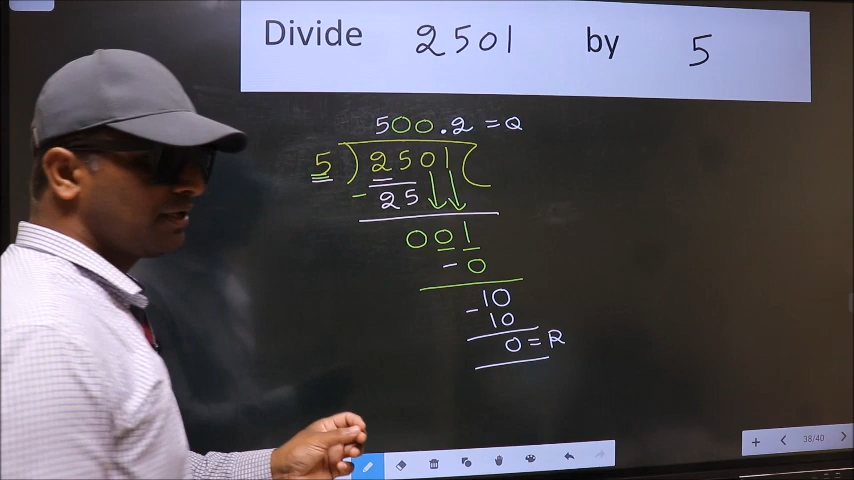 Divide 2501 by 5
500.2 = Q
5 ) 2501 (
- 25
001
- 0
- 10
10
0 = R
38/40